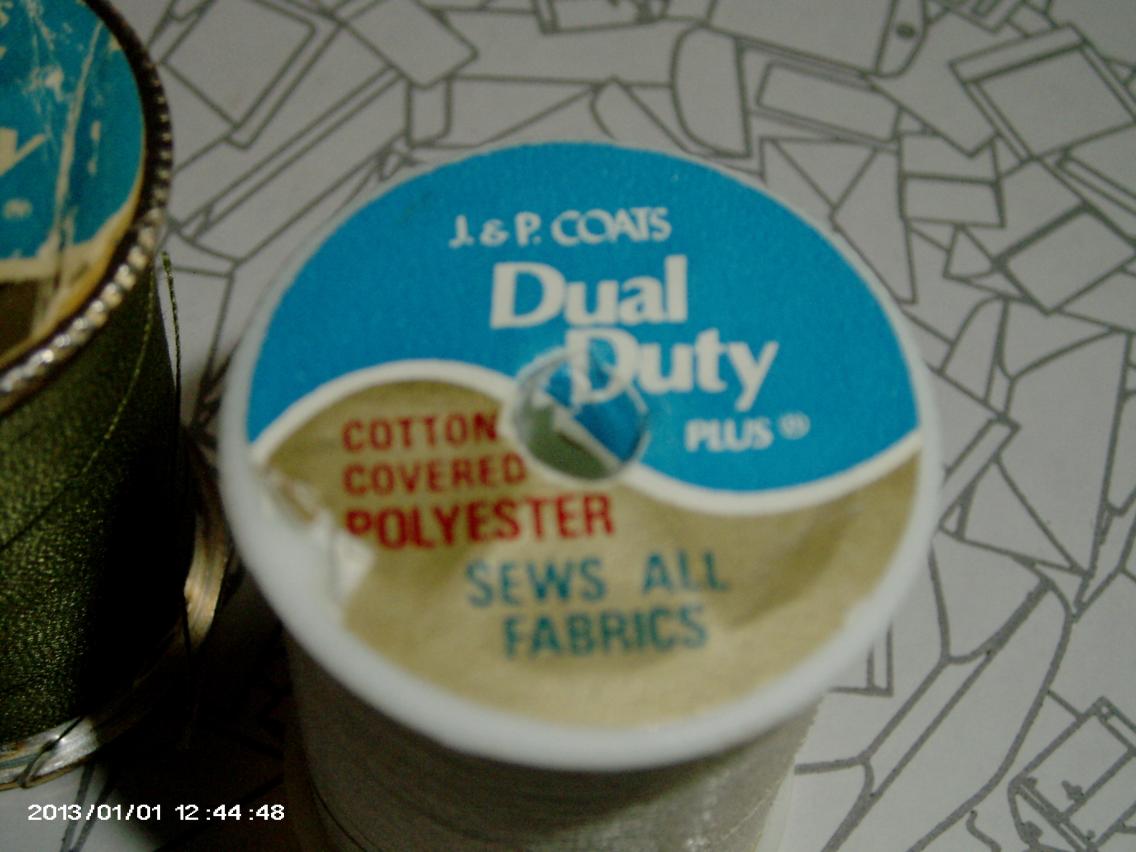 J. & P. COATS
Dual
Duty
PLUS ®
COTTON
COVERED
POLYESTER
SEWS ALL
FABRICS
2013/01/01 12:44:48